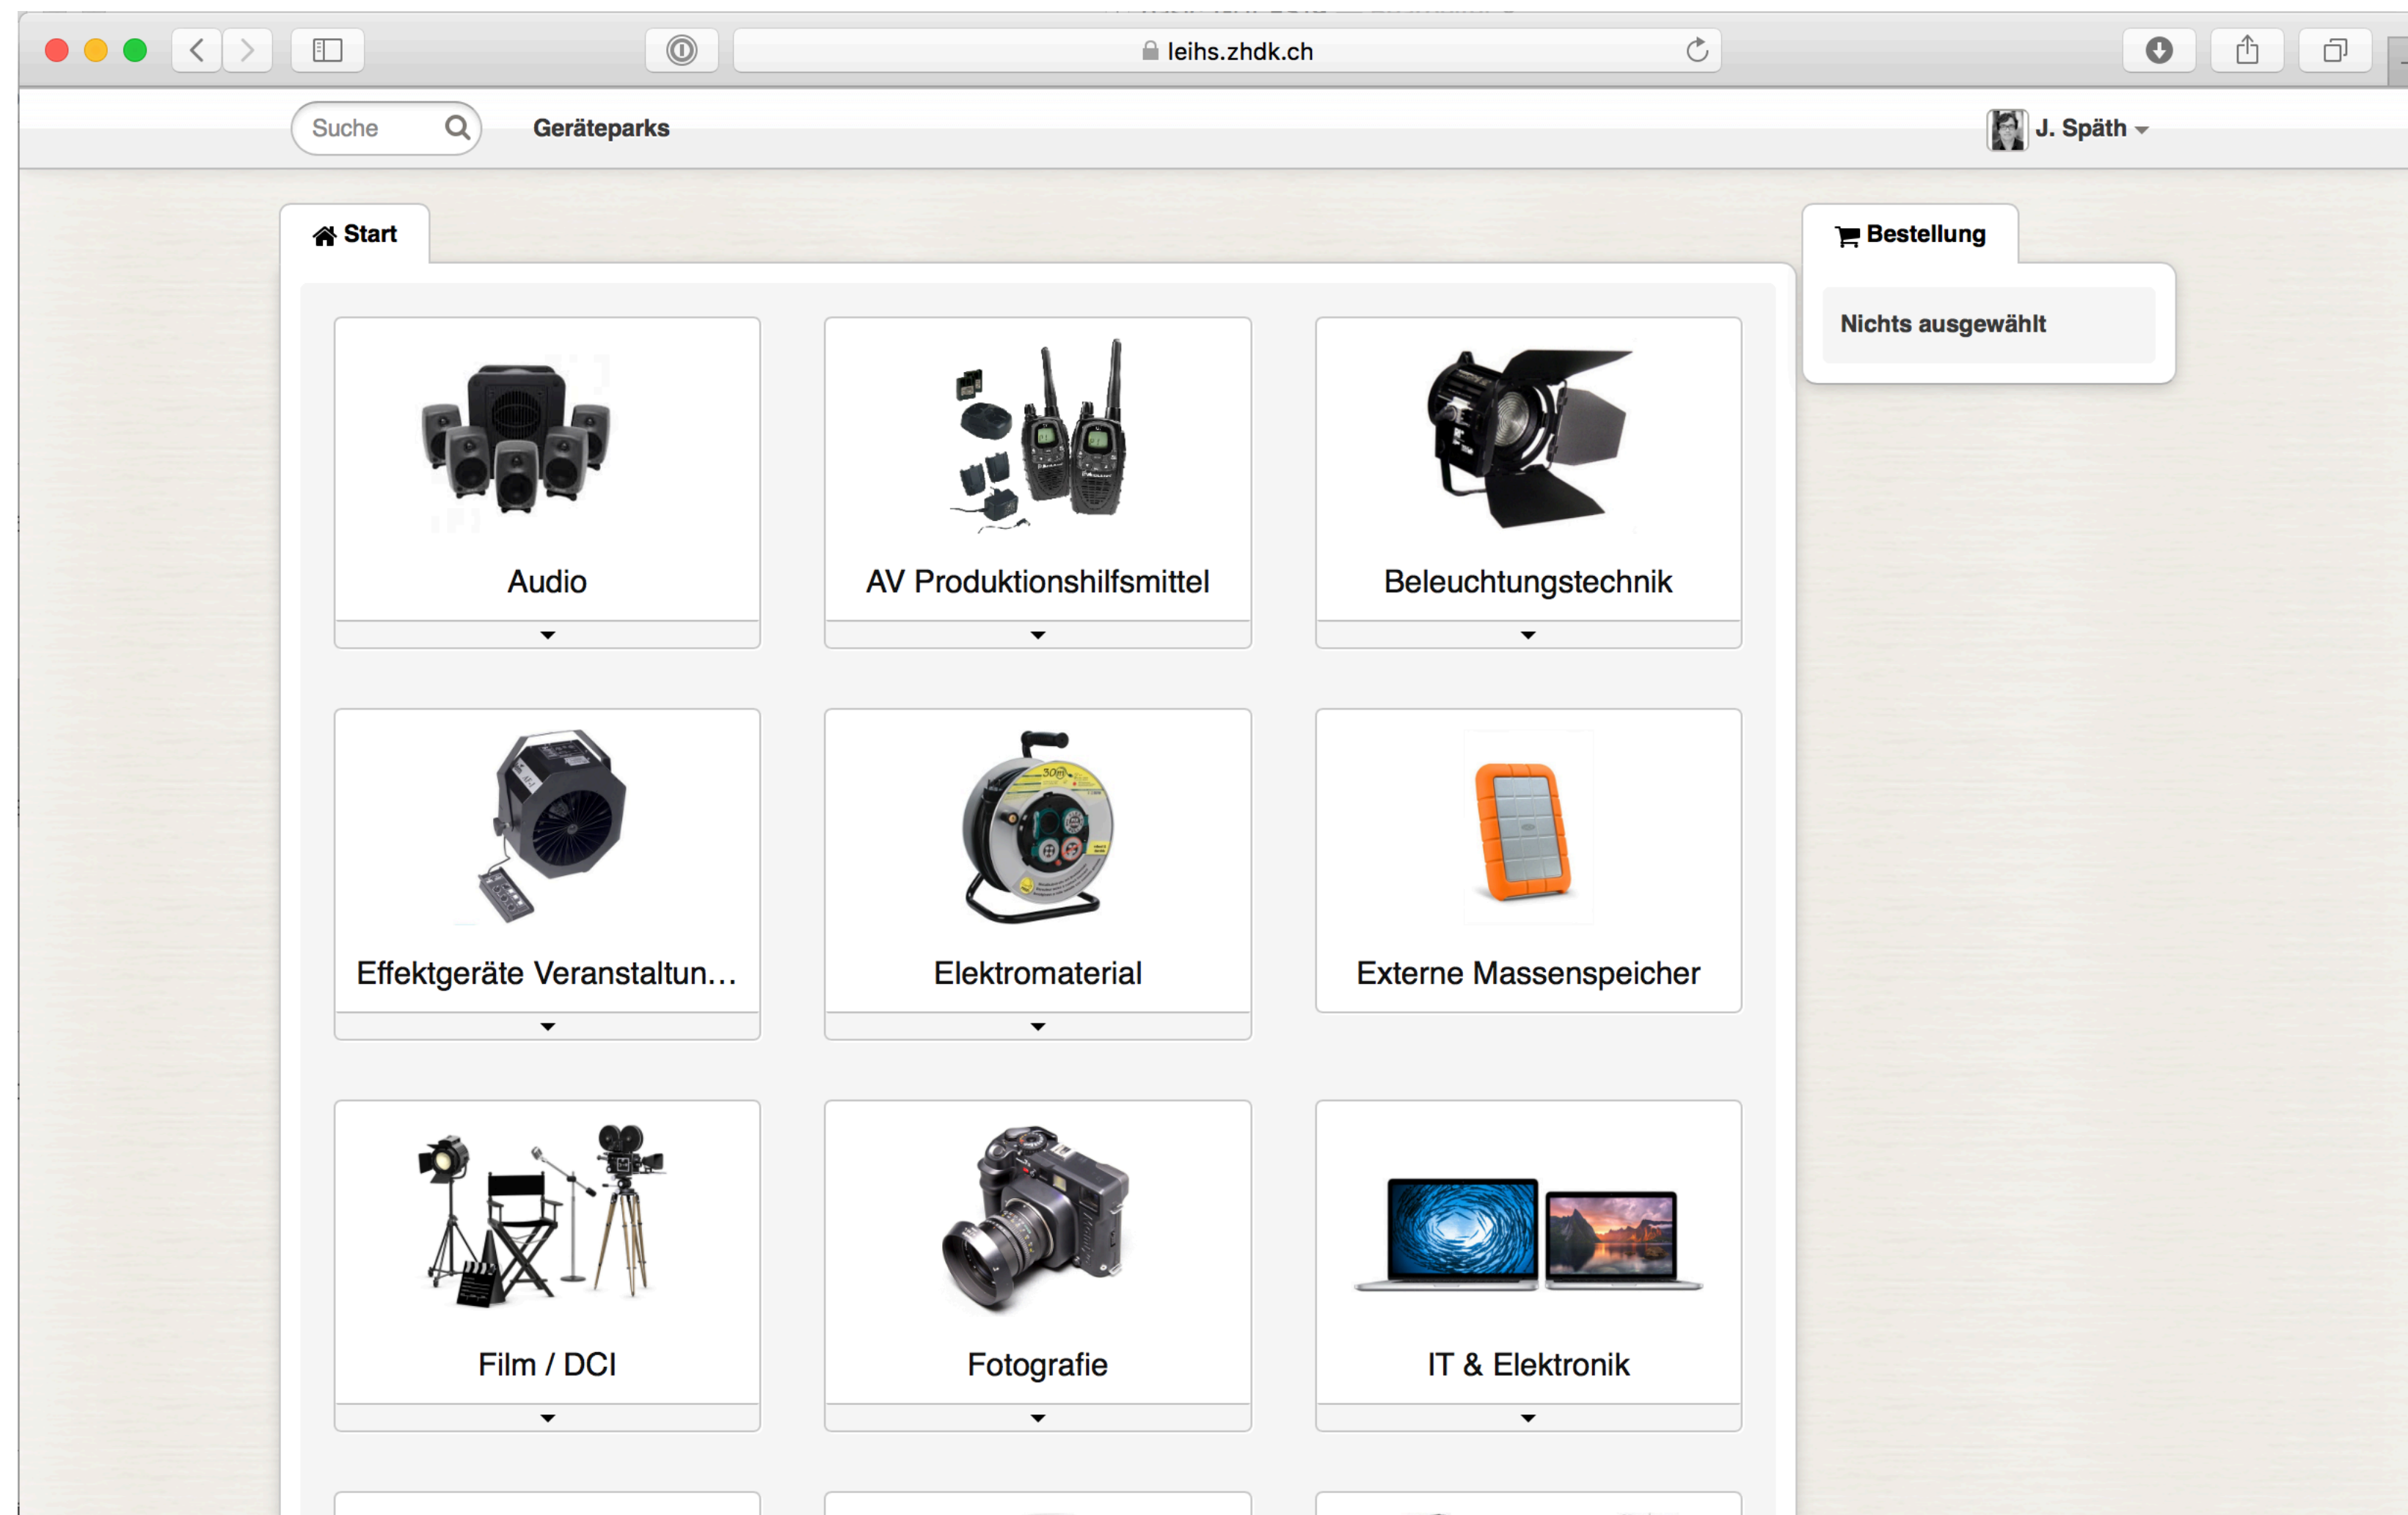 leihs.zhdk.ch
Suche
Geräteparks
J. Späth
Start
Bestellung
Nichts ausgewählt
Audio
AV Produktionshilfsmittel
Beleuchtungstechnik
30m
Effektgeräte Veranstaltun...
Elektromaterial
Externe Massenspeicher
Film / DCI
Fotografie
IT & Elektronik